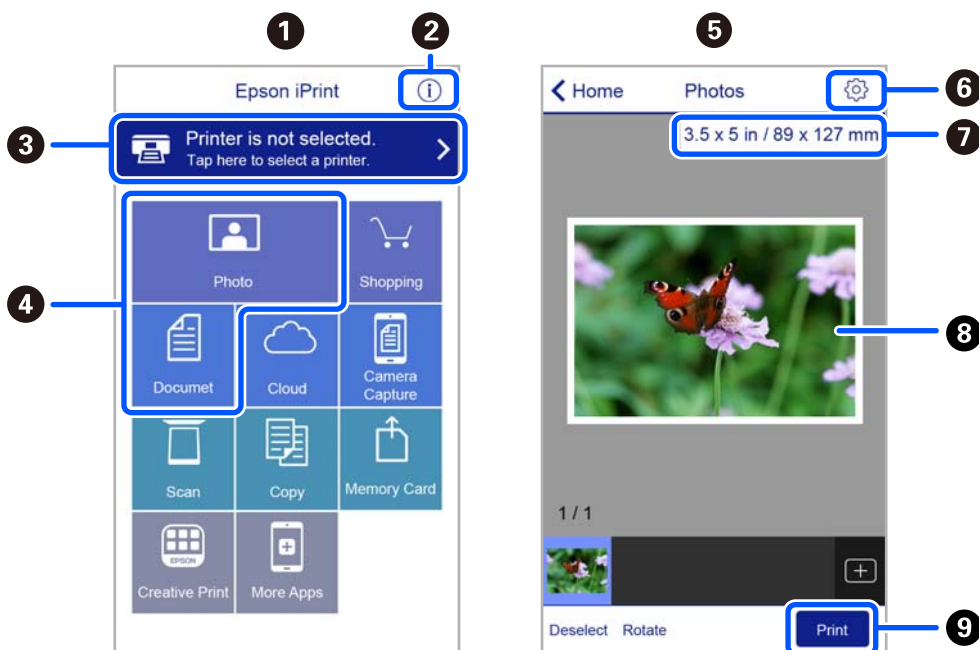 1
2
Epson iPrint
3
Printer is not selected.
Tap here to select a printer.
4
Photo
Shopping
Documet
Cloud
Camera
Capture
Scan
Copy
Memory Card
EPSON
Creative Print
More Apps
5
Home
Photos
6
3.5 x 5 in / 89 x 127 mm
7
8
1 / 1
Deselect
Rotate
Print
9